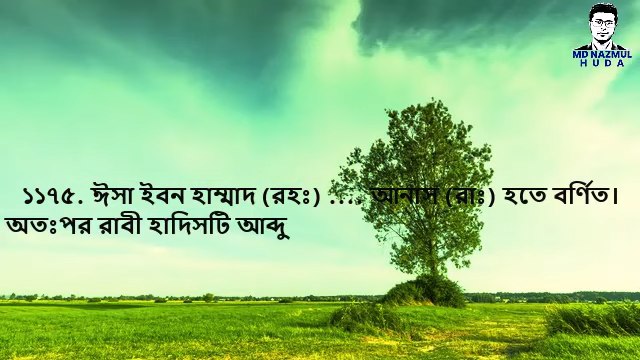 MD NAZMUL
HUDA
১১৭৫. ঈসা ইবন হাম্মাদ (রহঃ) .... আনাস (রাঃ) হতে বর্ণিত।
অতঃপর রাবী হাদিসটি আব্দু